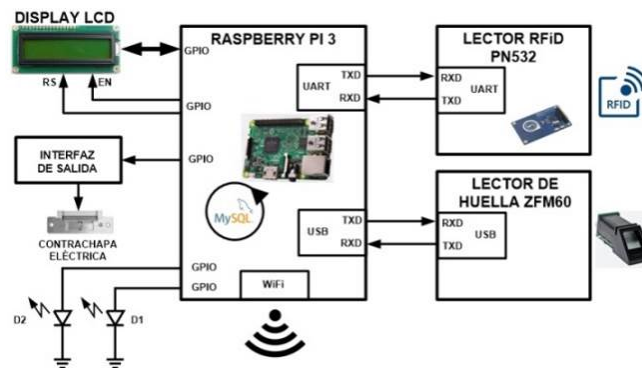 DISPLAY LCD
RS
EN
INTERFAZ
DE SALIDA
CONTRACHAPA
ELÉCTRICA
D2
D1
RASPBERRY PI 3
GPIO
GPIO
GPIO
GPIO
GPIO
UART
TXD
RXD
MySQL
USB
TXD
RXD
WiFi
LECTOR RFiD
PN532
RXD
TXD
UART
RFID
LECTOR DE
HUELLA ZFM60
RXD
TXD
USB